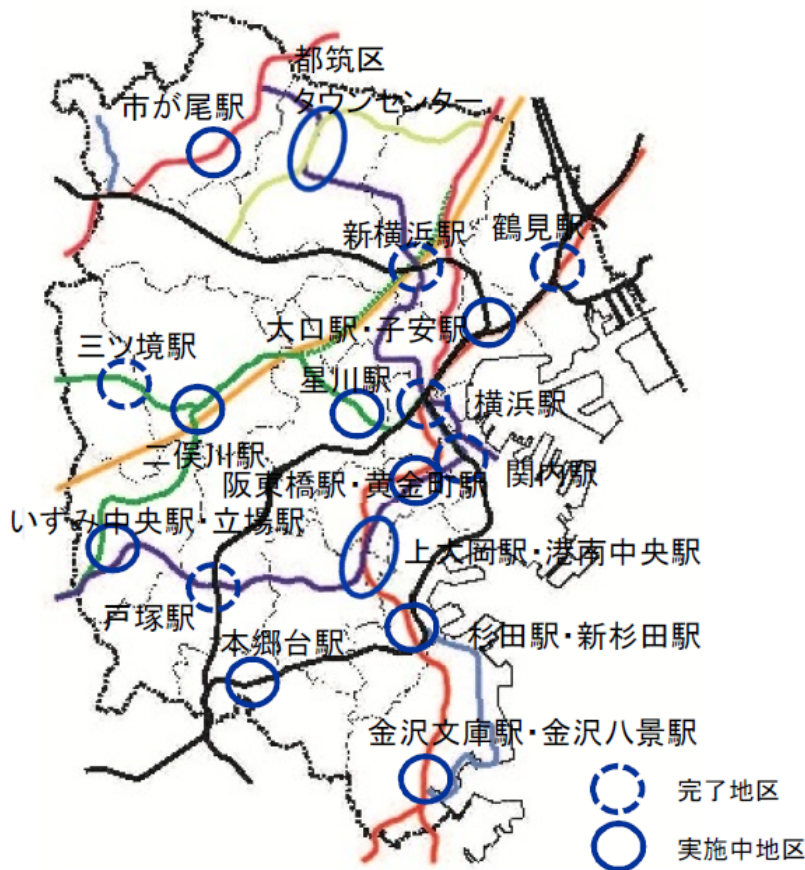 都筑区
タウンセンター
市が尾駅
新横浜駅
鶴見駅
大口駅・子安駅
三ツ境駅
星川駅
横浜駅
二俣川駅
阪東橋駅・黄金町駅
関内駅
いずみ中央駅・立場駅
上大岡駅・港南中央駅
戸塚駅
本郷台駅
杉田駅・新杉田駅
金沢文庫駅・金沢八景駅
完了地区
実施中地区